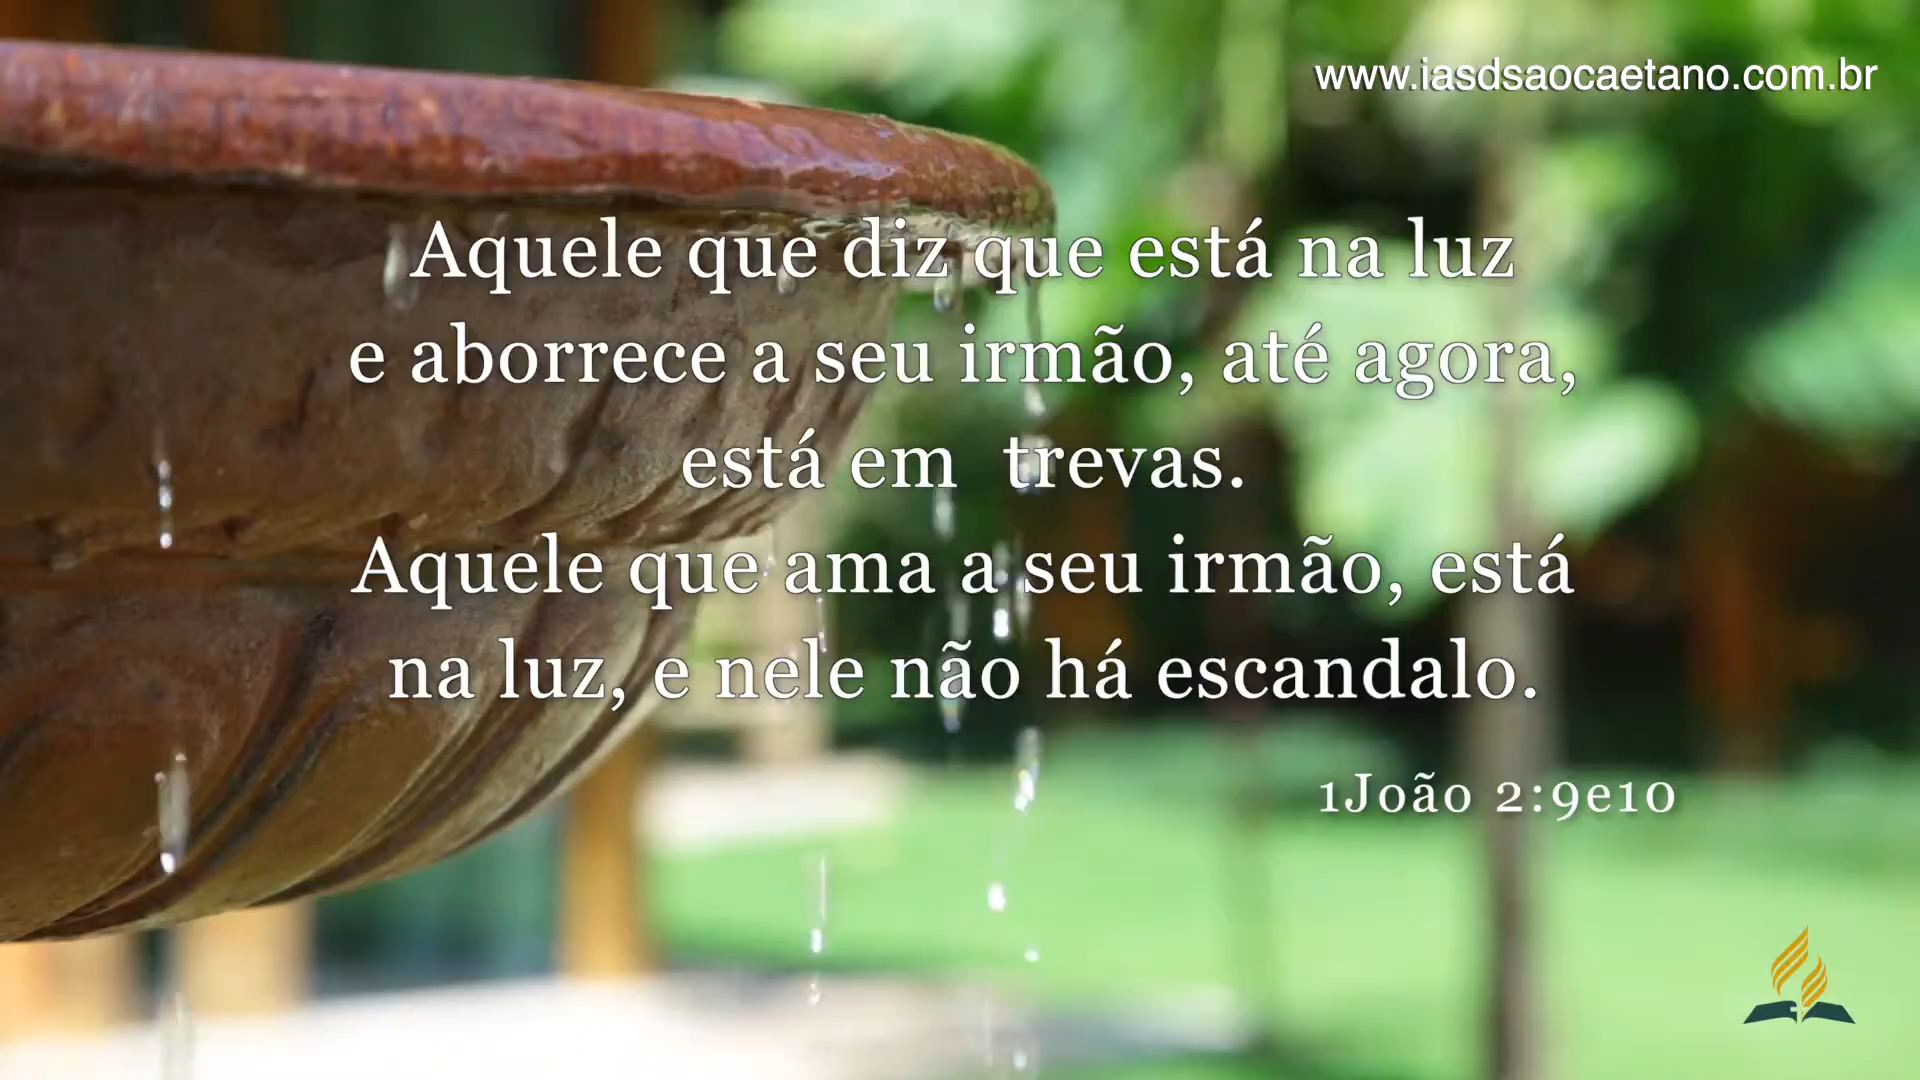 www.iasdsaocaetano.com.br
Aquele que diz que está na luz
e aborrece a seu irmão, até agora,
está em trevas.
Aquele que ama a seu irmão, está
na luz, e nele não há escandalo.
1João 2:9e10